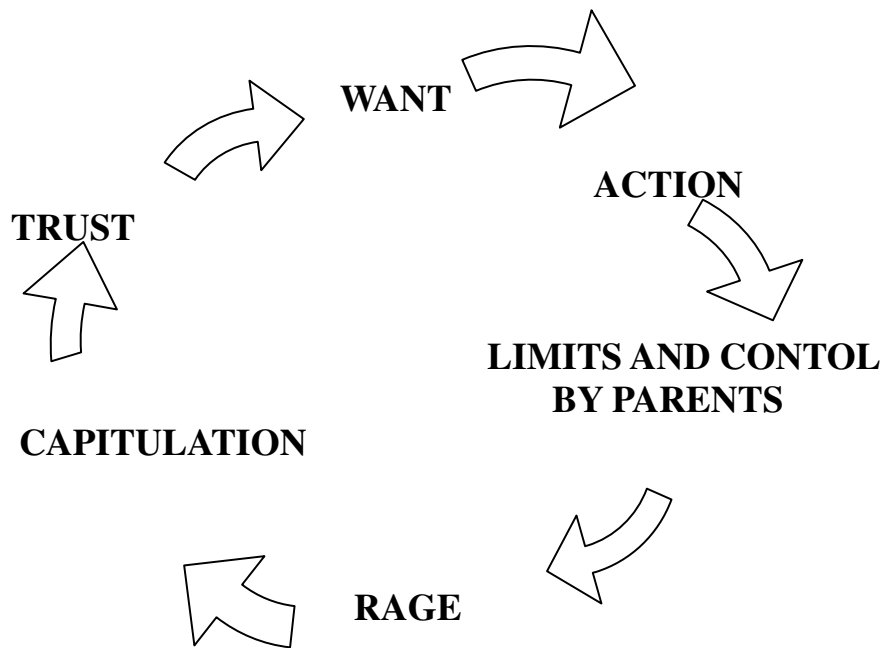 WANT
ACTION
LIMITS AND CONTOL
BY PARENTS
RAGE
CAPITULATION
TRUST